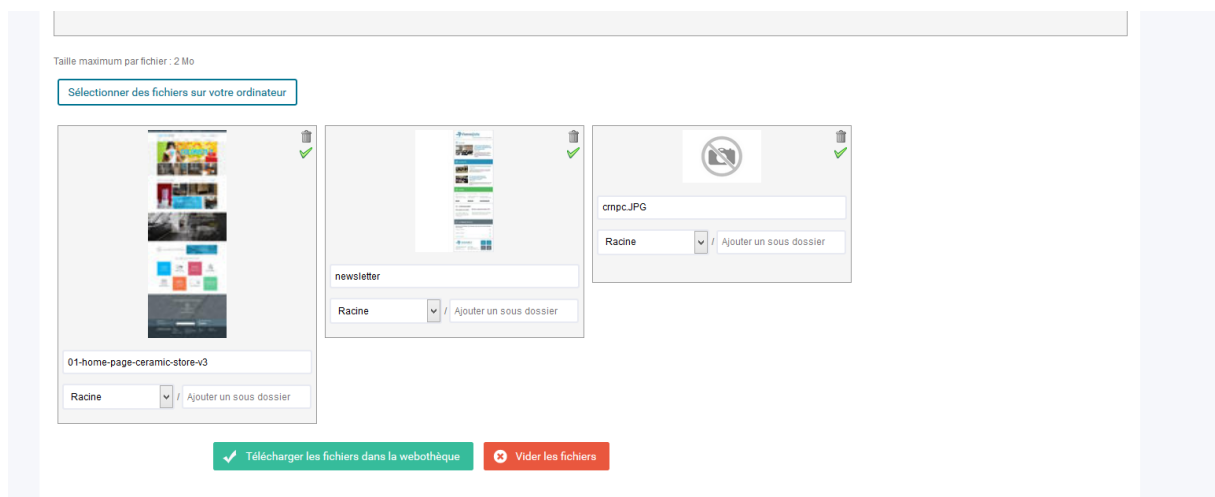 Taille maximum par fichier : 2 Mo
Sélectionner des fichiers sur votre ordinateur
01-home-page-ceramic-store-v3
Racine / Ajouter un sous dossier
newsletter
Racine / Ajouter un sous dossier
crnpc.JPG
Racine / Ajouter un sous dossier
Télécharger les fichiers dans la webothèque
Vider les fichiers